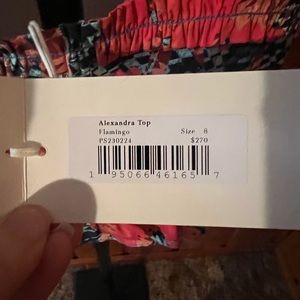 Alexandra Top
Flamingo Size 8
PS230224 $270
1 95066 46165 7